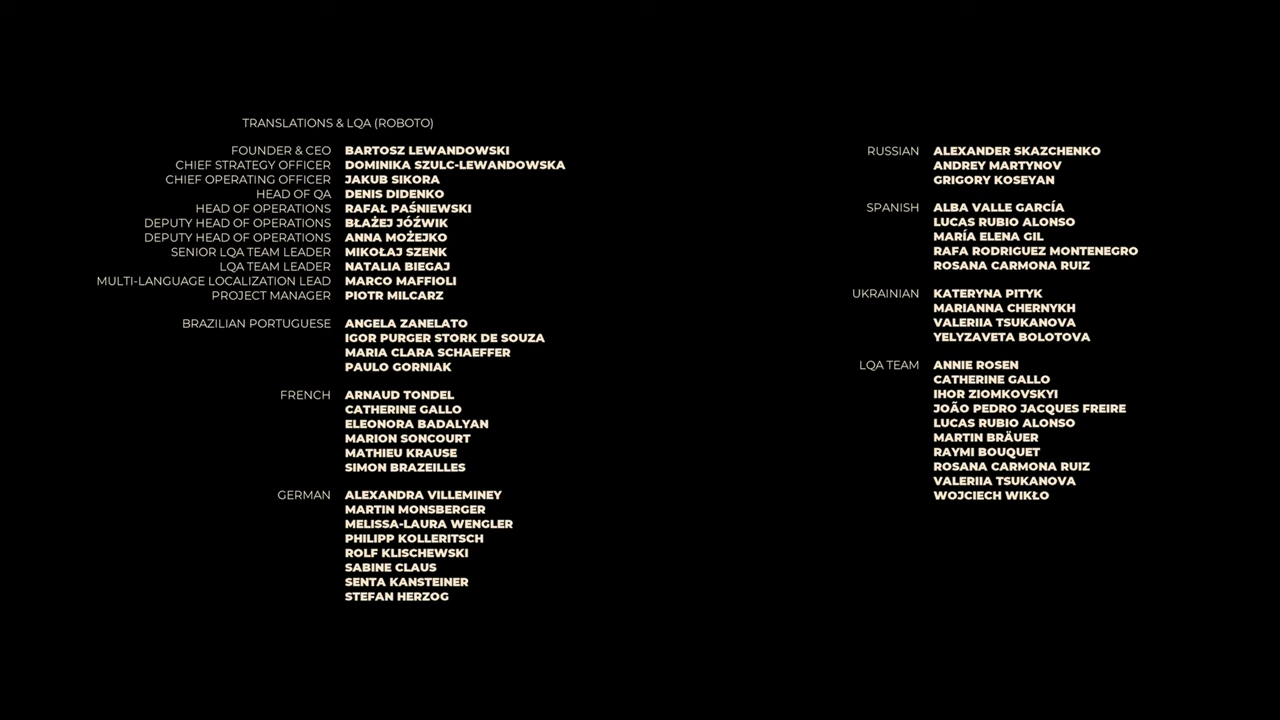 TRANSLATIONS & LQA (ROBOTO)
FOUNDER & CEO BARTOSZ LEWANDOWSKI
CHIEF STRATEGY OFFICER DOMINIKA SZULC-LEWANDOWSKA
CHIEF OPERATING OFFICER JAKUB SIKORA
HEAD OF QA DENIS DIDENKO
HEAD OF OPERATIONS RAFAŁ PAŚNIEWSKI
DEPUTY HEAD OF OPERATIONS BŁAŻEJ JÓŹWIK
DEPUTY HEAD OF OPERATIONS ANNA MOŻEJKO
SENIOR LQA TEAM LEADER MIKOŁAJ SZENK
LQA TEAM LEADER NATALIA BIEGAJ
MULTI-LANGUAGE LOCALIZATION LEAD MARCO MAFFIOLI
PROJECT MANAGER PIOTR MILCARZ
BRAZILIAN PORTUGUESE ANGELA ZANELATO
IGOR PURGER STORK DE SOUZA
MARIA CLARA SCHAEFFER
PAULO GORNIAK
FRENCH ARNAUD TONDEL
CATHERINE GALLO
ELEONORA BADALYAN
MARION SONCOURT
MATHIEU KRAUSE
SIMON BRAZEILLES
GERMAN ALEXANDRA VILLEMINEY
MARTIN MONSBERGER
MELISSA-LAURA WENGLER
PHILIPP KOLLERITSCH
ROLF KLISCHEWSKI
SABINE CLAUS
SENTA KANSTEINER
STEFAN HERZOG
RUSSIAN ALEXANDER SKAZCHENKO
ANDREY MARTYNOV
GRIGORY KOSEYAN
SPANISH ALBA VALLE GARCÍA
LUCAS RUBIO ALONSO
MARÍA ELENA GIL
RAFA RODRIGUEZ MONTENEGRO
ROSANA CARMONA RUIZ
UKRAINIAN KATERYNA PITYK
MARIANNA CHERNYKH
VALERIIA TSUKANOVA
YELYZAVETA BOLOTOVA
LQA TEAM ANNIE ROSEN
CATHERINE GALLO
IHOR ZIOMKOVSKYI
JOÃO PEDRO JACQUES FREIRE
LUCAS RUBIO ALONSO
MARTIN BRÄUER
RAYMI BOUQUET
ROSANA CARMONA RUIZ
VALERIIA TSUKANOVA
WOJCIECH WIKŁO